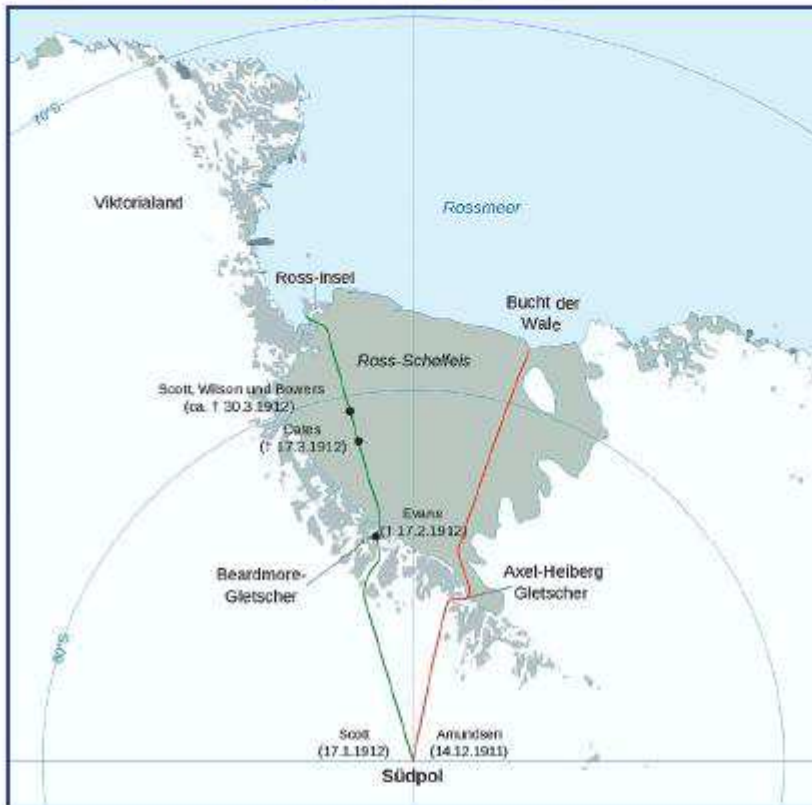 70°S
Viktorialand
Rossmeer
Ross-Insel
Bucht der
Wale
Ross-Schelfeis
Scott, Wilson und Bowers
(ca. † 30.3.1912)
Oates
(† 17.3.1912)
Evans
(† 17.2.1912)
Beardmore-
Gletscher
Axel-Heiberg
Gletscher
80°S
Scott
(17.1.1912)
Amundsen
(14.12.1911)
Südpol